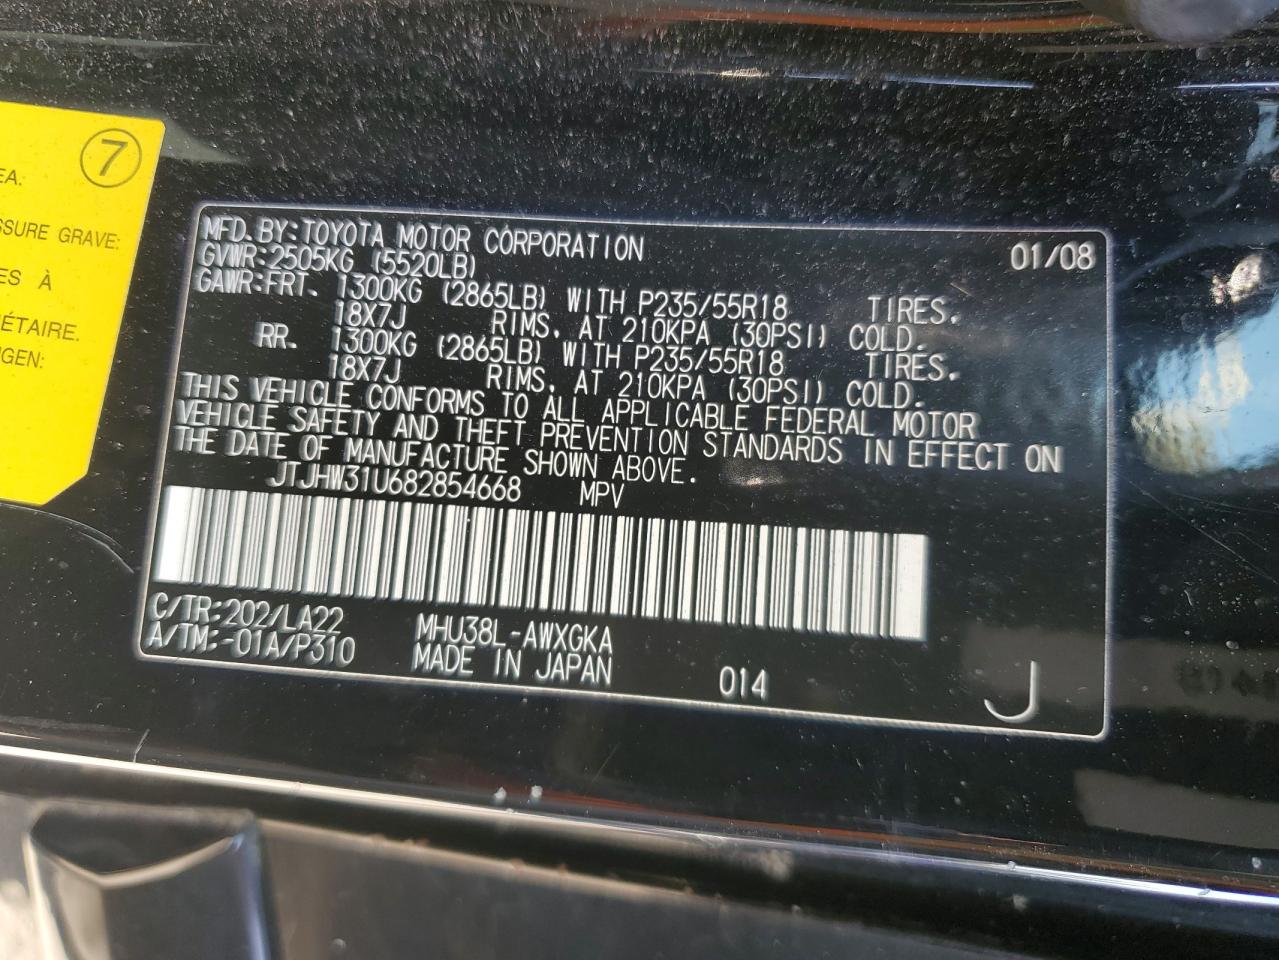 7
EA.
SSURE GRAVE:
ES À
ÉTAIRE.
NGEN:
MFD. BY: TOYOTA MOTOR CORPORATION 01/08
GVWR: 2505KG (5520LB)
GAWR: FRT. 1300KG (2865LB) WITH P235/55R18 TIRES.
18X7J RIMS, AT 210KPA (30PSI) COLD.
RR. 1300KG (2865LB) WITH P235/55R18 TIRES.
18X7J RIMS, AT 210KPA (30PSI) COLD.
THIS VEHICLE CONFORMS TO ALL APPLICABLE FEDERAL MOTOR
VEHICLE SAFETY AND THEFT PREVENTION STANDARDS IN EFFECT ON
THE DATE OF MANUFACTURE SHOWN ABOVE.
JTJHW31U682854668 MPV
C/TR: 202/LA22 MHU38L-AWXGKA
A/TM: -01A/P310 MADE IN JAPAN 014 J